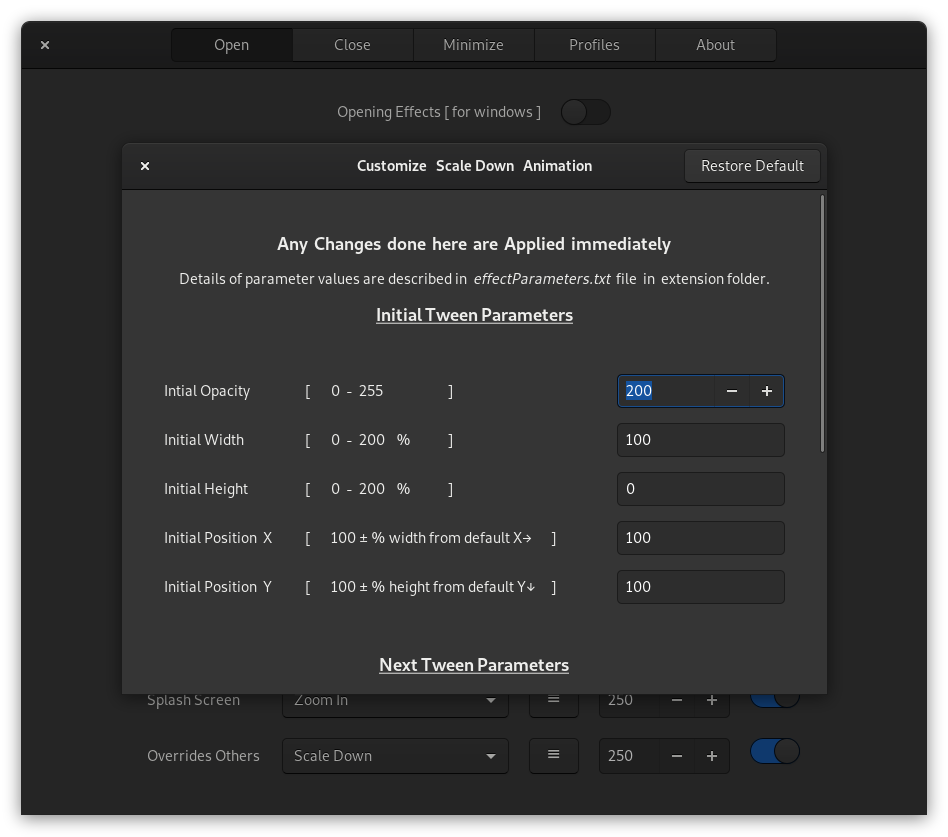 Open Close Minimize Profiles About
Opening Effects [ for windows ]
Customize Scale Down Animation Restore Default
Any Changes done here are Applied immediately
Details of parameter values are described in effectParameters.txt file in extension folder.
Initial Tween Parameters
Intial Opacity [ 0 - 255 ] 200
Initial Width [ 0 - 200 % ] 100
Initial Height [ 0 - 200 % ] 0
Initial Position X [ 100 ± % width from default X→ ] 100
Initial Position Y [ 100 ± % height from default Y↓ ] 100
Next Tween Parameters
Splash Screen Zoom In 250
Overrides Others Scale Down 250